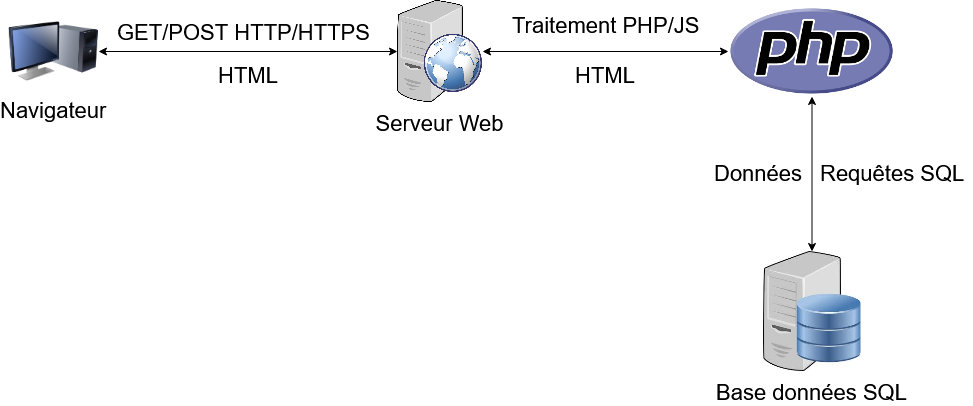 GET/POST HTTP/HTTPS
HTML
Navigateur
Serveur Web
Traitement PHP/JS
HTML
php
Données
Requêtes SQL
Base données SQL